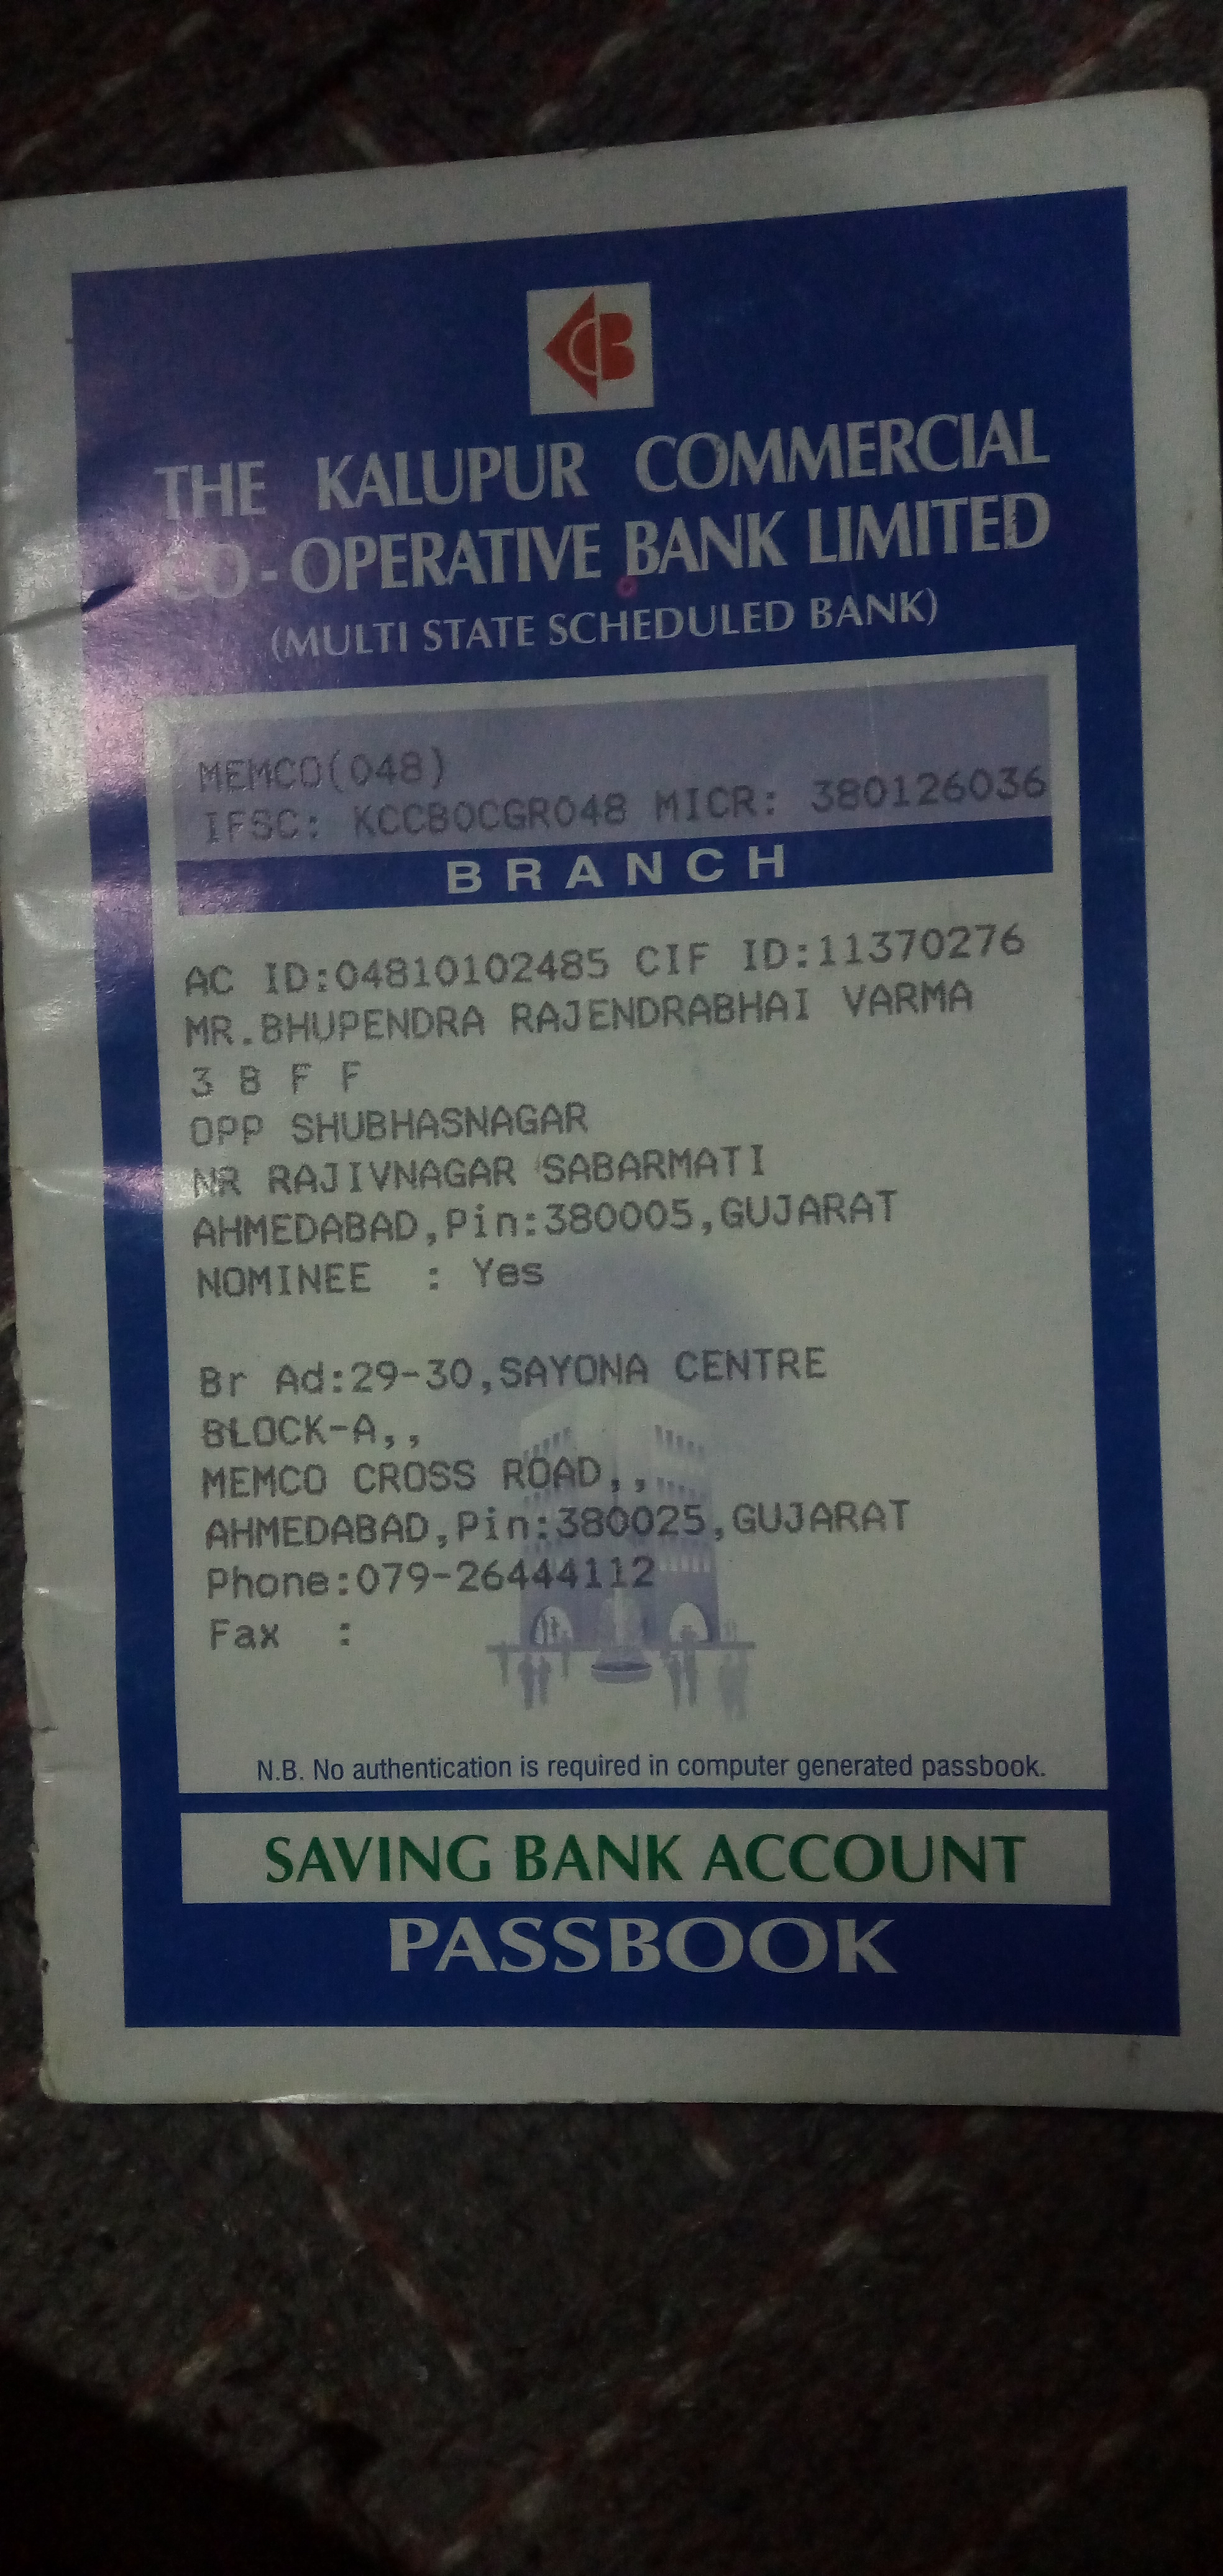 CB
THE KALUPUR COMMERCIAL
CO-OPERATIVE BANK LIMITED
(MULTI STATE SCHEDULED BANK)
MEMCO(048)
IFSC: KCCB0CGR048 MICR: 380126036
BRANCH
AC ID:04810102485 CIF ID:11370276
MR.BHUPENDRA RAJENDRABHAI VARMA
3 B F F
OPP SHUBHASNAGAR
NR RAJIVNAGAR SABARMATI
AHMEDABAD,Pin:380005,GUJARAT
NOMINEE : Yes
Br Ad:29-30,SAYONA CENTRE
BLOCK-A,,
MEMCO CROSS ROAD,,
AHMEDABAD,Pin:380025,GUJARAT
Phone:079-26444112
Fax :
N.B. No authentication is required in computer generated passbook.
SAVING BANK ACCOUNT
PASSBOOK